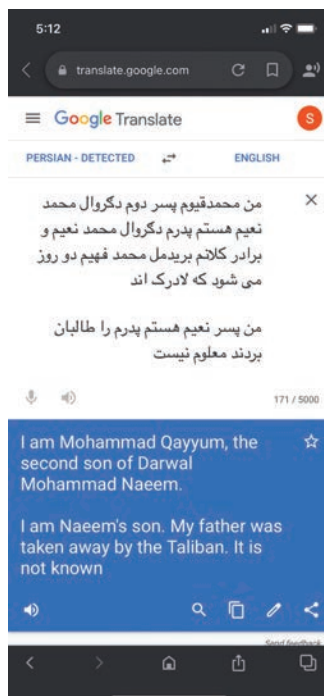 5:12
translate.google.com
Google Translate
S
PERSIAN - DETECTED
ENGLISH
من محمدقیوم پسر دوم دگروال محمد
نعیم هستم پدرم دگروال محمد نعیم و
برادر کلانم بریدمل محمد فهیم دو روز
می شود که لادرک اند
من پسر نعیم هستم پدرم را طالبان
بردند معلوم نیست
171 / 5000
I am Mohammad Qayyum, the
second son of Darwal
Mohammad Naeem.
I am Naeem's son. My father was
taken away by the Taliban. It is
not known
Send feedback